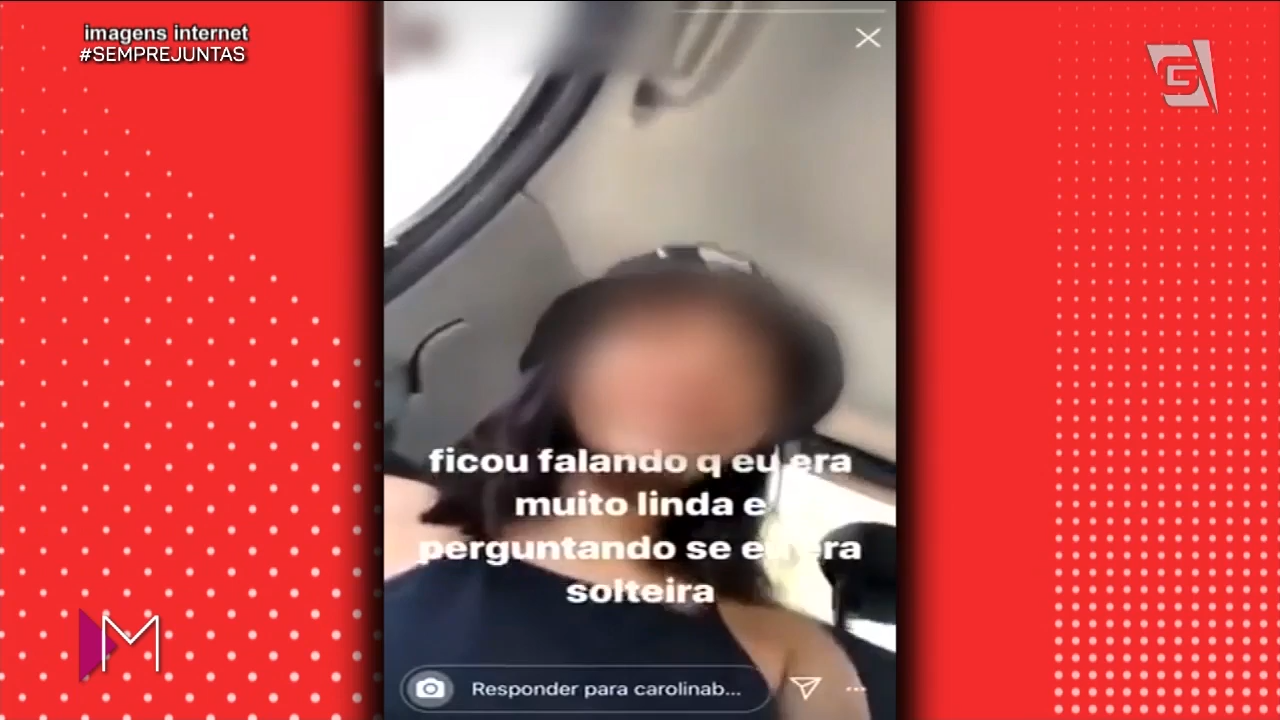 imagens internet
#SEMPREJUNTAS
G
ficou falando q eu era
muito linda e
perguntando se eu era
solteira
M
Responder para carolinab...